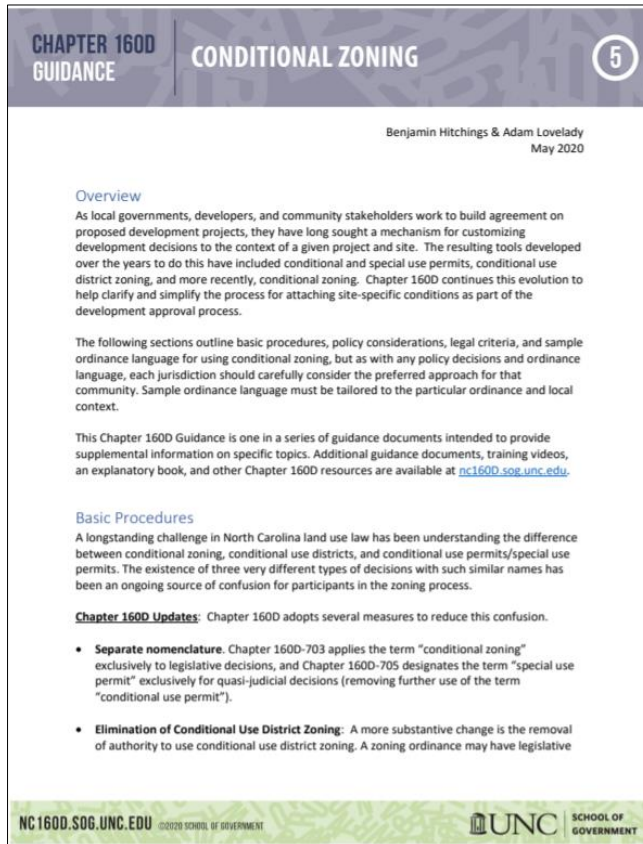 CHAPTER 160D
GUIDANCE
CONDITIONAL ZONING
5
Benjamin Hitchings & Adam Lovelady
May 2020
Overview
As local governments, developers, and community stakeholders work to build agreement on
proposed development projects, they have long sought a mechanism for customizing
development decisions to the context of a given project and site.  The resulting tools developed
over the years to do this have included conditional and special use permits, conditional use
district zoning, and more recently, conditional zoning.  Chapter 160D continues this evolution to
help clarify and simplify the process for attaching site-specific conditions as part of the
development approval process.
The following sections outline basic procedures, policy considerations, legal criteria, and sample
ordinance language for using conditional zoning, but as with any policy decisions and ordinance
language, each jurisdiction should carefully consider the preferred approach for that
community. Sample ordinance language must be tailored to the particular ordinance and local
context.
This Chapter 160D Guidance is one in a series of guidance documents intended to provide
supplemental information on specific topics. Additional guidance documents, training videos,
an explanatory book, and other Chapter 160D resources are available at nc160D.sog.unc.edu.
Basic Procedures
A longstanding challenge in North Carolina land use law has been understanding the difference
between conditional zoning, conditional use districts, and conditional use permits/special use
permits. The existence of three very different types of decisions with such similar names has
been an ongoing source of confusion for participants in the zoning process.
Chapter 160D Updates:  Chapter 160D adopts several measures to reduce this confusion.
• Separate nomenclature. Chapter 160D-703 applies the term "conditional zoning"
exclusively to legislative decisions, and Chapter 160D-705 designates the term "special use
permit" exclusively for quasi-judicial decisions (removing further use of the term
"conditional use permit").
• Elimination of Conditional Use District Zoning:  A more substantive change is the removal
of authority to use conditional use district zoning. A zoning ordinance may have legislative
NC160D.SOG.UNC.EDU ©2020 SCHOOL OF GOVERNMENT
UNC SCHOOL OF
GOVERNMENT